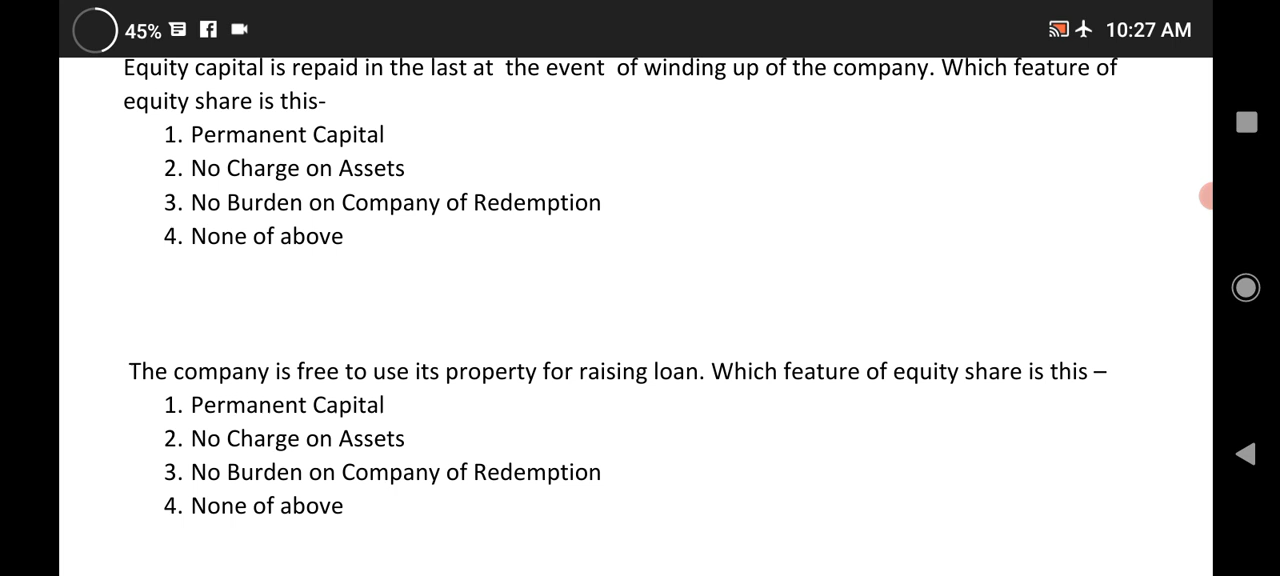 45% 10:27 AM
Equity capital is repaid in the last at the event of winding up of the company. Which feature of
equity share is this-
1. Permanent Capital
2. No Charge on Assets
3. No Burden on Company of Redemption
4. None of above
The company is free to use its property for raising loan. Which feature of equity share is this –
1. Permanent Capital
2. No Charge on Assets
3. No Burden on Company of Redemption
4. None of above